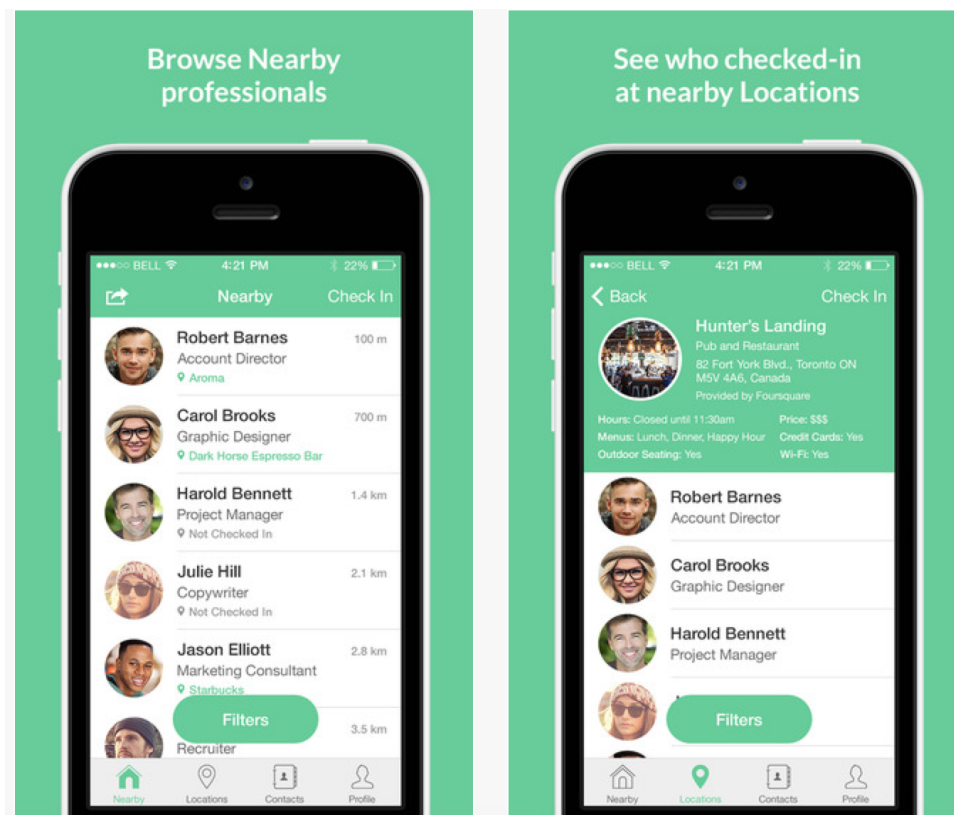 Browse Nearby
professionals
BELL 4:21 PM 22%
Nearby Check In
Robert Barnes 100 m
Account Director
Aroma
Carol Brooks 700 m
Graphic Designer
Dark Horse Espresso Bar
Harold Bennett 1.4 km
Project Manager
Not Checked In
Julie Hill 2.1 km
Copywriter
Not Checked In
Jason Elliott 2.8 km
Marketing Consultant
Starbucks
Filters
3.5 km
Recruiter
Nearby Locations Contacts Profile
See who checked-in
at nearby Locations
BELL 4:21 PM 22%
Back Check In
Hunter's Landing
Pub and Restaurant
82 Fort York Blvd., Toronto ON
M5V 4A6, Canada
Provided by Foursquare
Hours: Closed until 11:30am Price: $$$
Menus: Lunch, Dinner, Happy Hour Credit Cards: Yes
Outdoor Seating: Yes Wi-Fi: Yes
Robert Barnes
Account Director
Carol Brooks
Graphic Designer
Harold Bennett
Project Manager
Filters
Nearby Locations Contacts Profile